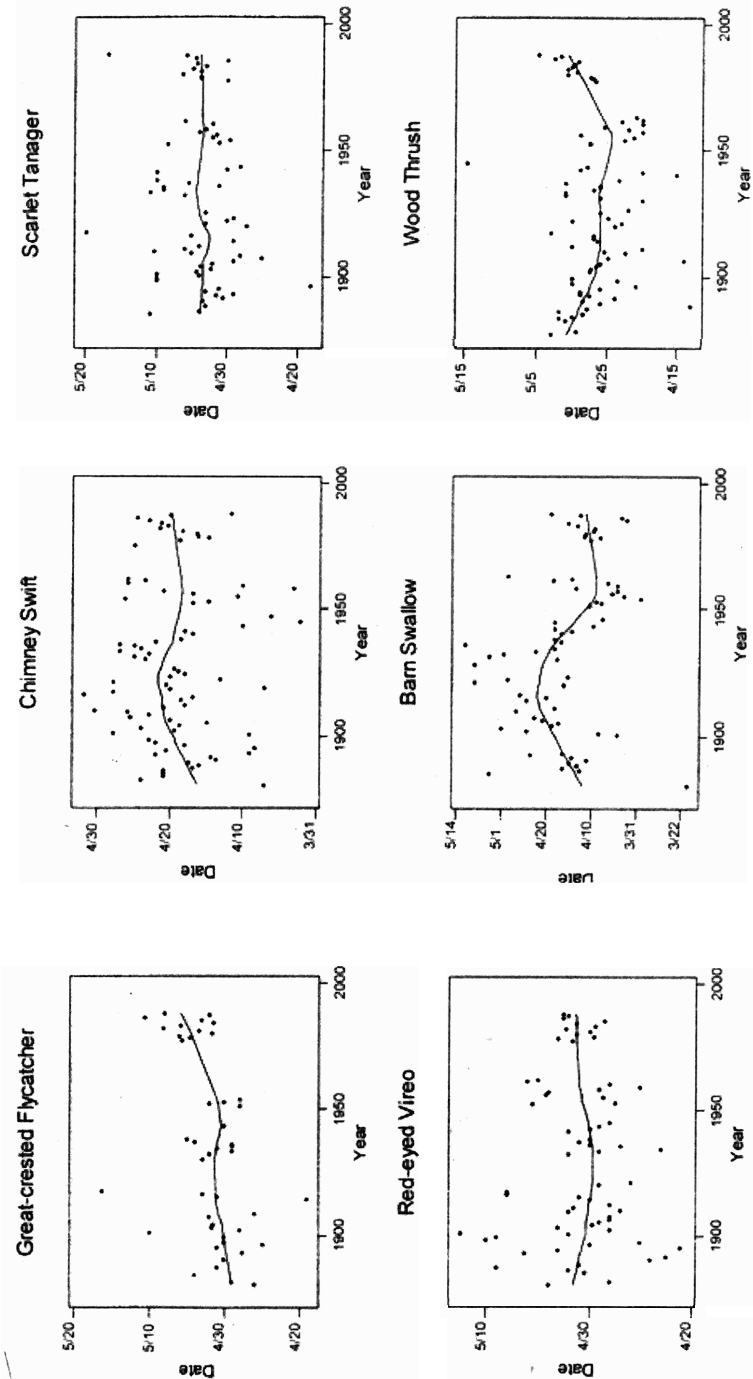 Great-crested Flycatcher
5/20
5/10
4/30
4/20
Date
1900
1950
2000
Year
Chimney Swift
4/30
4/20
4/10
3/31
Date
1900
1950
2000
Year
Scarlet Tanager
5/20
5/10
4/30
4/20
Date
1900
1950
2000
Year
Red-eyed Vireo
5/10
4/30
4/20
Date
1900
1950
2000
Year
Barn Swallow
5/14
5/1
4/20
4/10
3/31
3/22
Date
1900
1950
2000
Year
Wood Thrush
5/15
5/5
4/25
4/15
Date
1900
1950
2000
Year